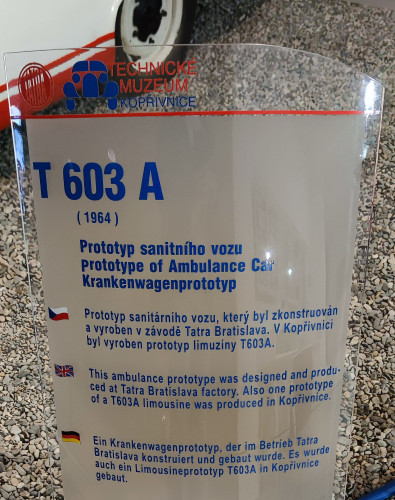 TATRA
TECHNICKÉ
MUZEUM
KOPŘIVNICE
T 603 A
(1964)
Prototyp sanitního vozu
Prototype of Ambulance Car
Krankenwagenprototyp
Prototyp sanitárního vozu, který byl zkonstruován
a vyroben v závodě Tatra Bratislava. V Kopřivnici
byl vyroben prototyp limuziny T603A.
This ambulance prototype was designed and produ-
ced at Tatra Bratislava factory. Also one prototype
of a T603A limousine was produced in Kopřivnice.
Ein Krankenwagenprototyp, der im Betrieb Tatra
Bratislava konstruiert und gebaut wurde. Es wurde
auch ein Limousineprototyp T603A in Kopřivnice
gebaut.